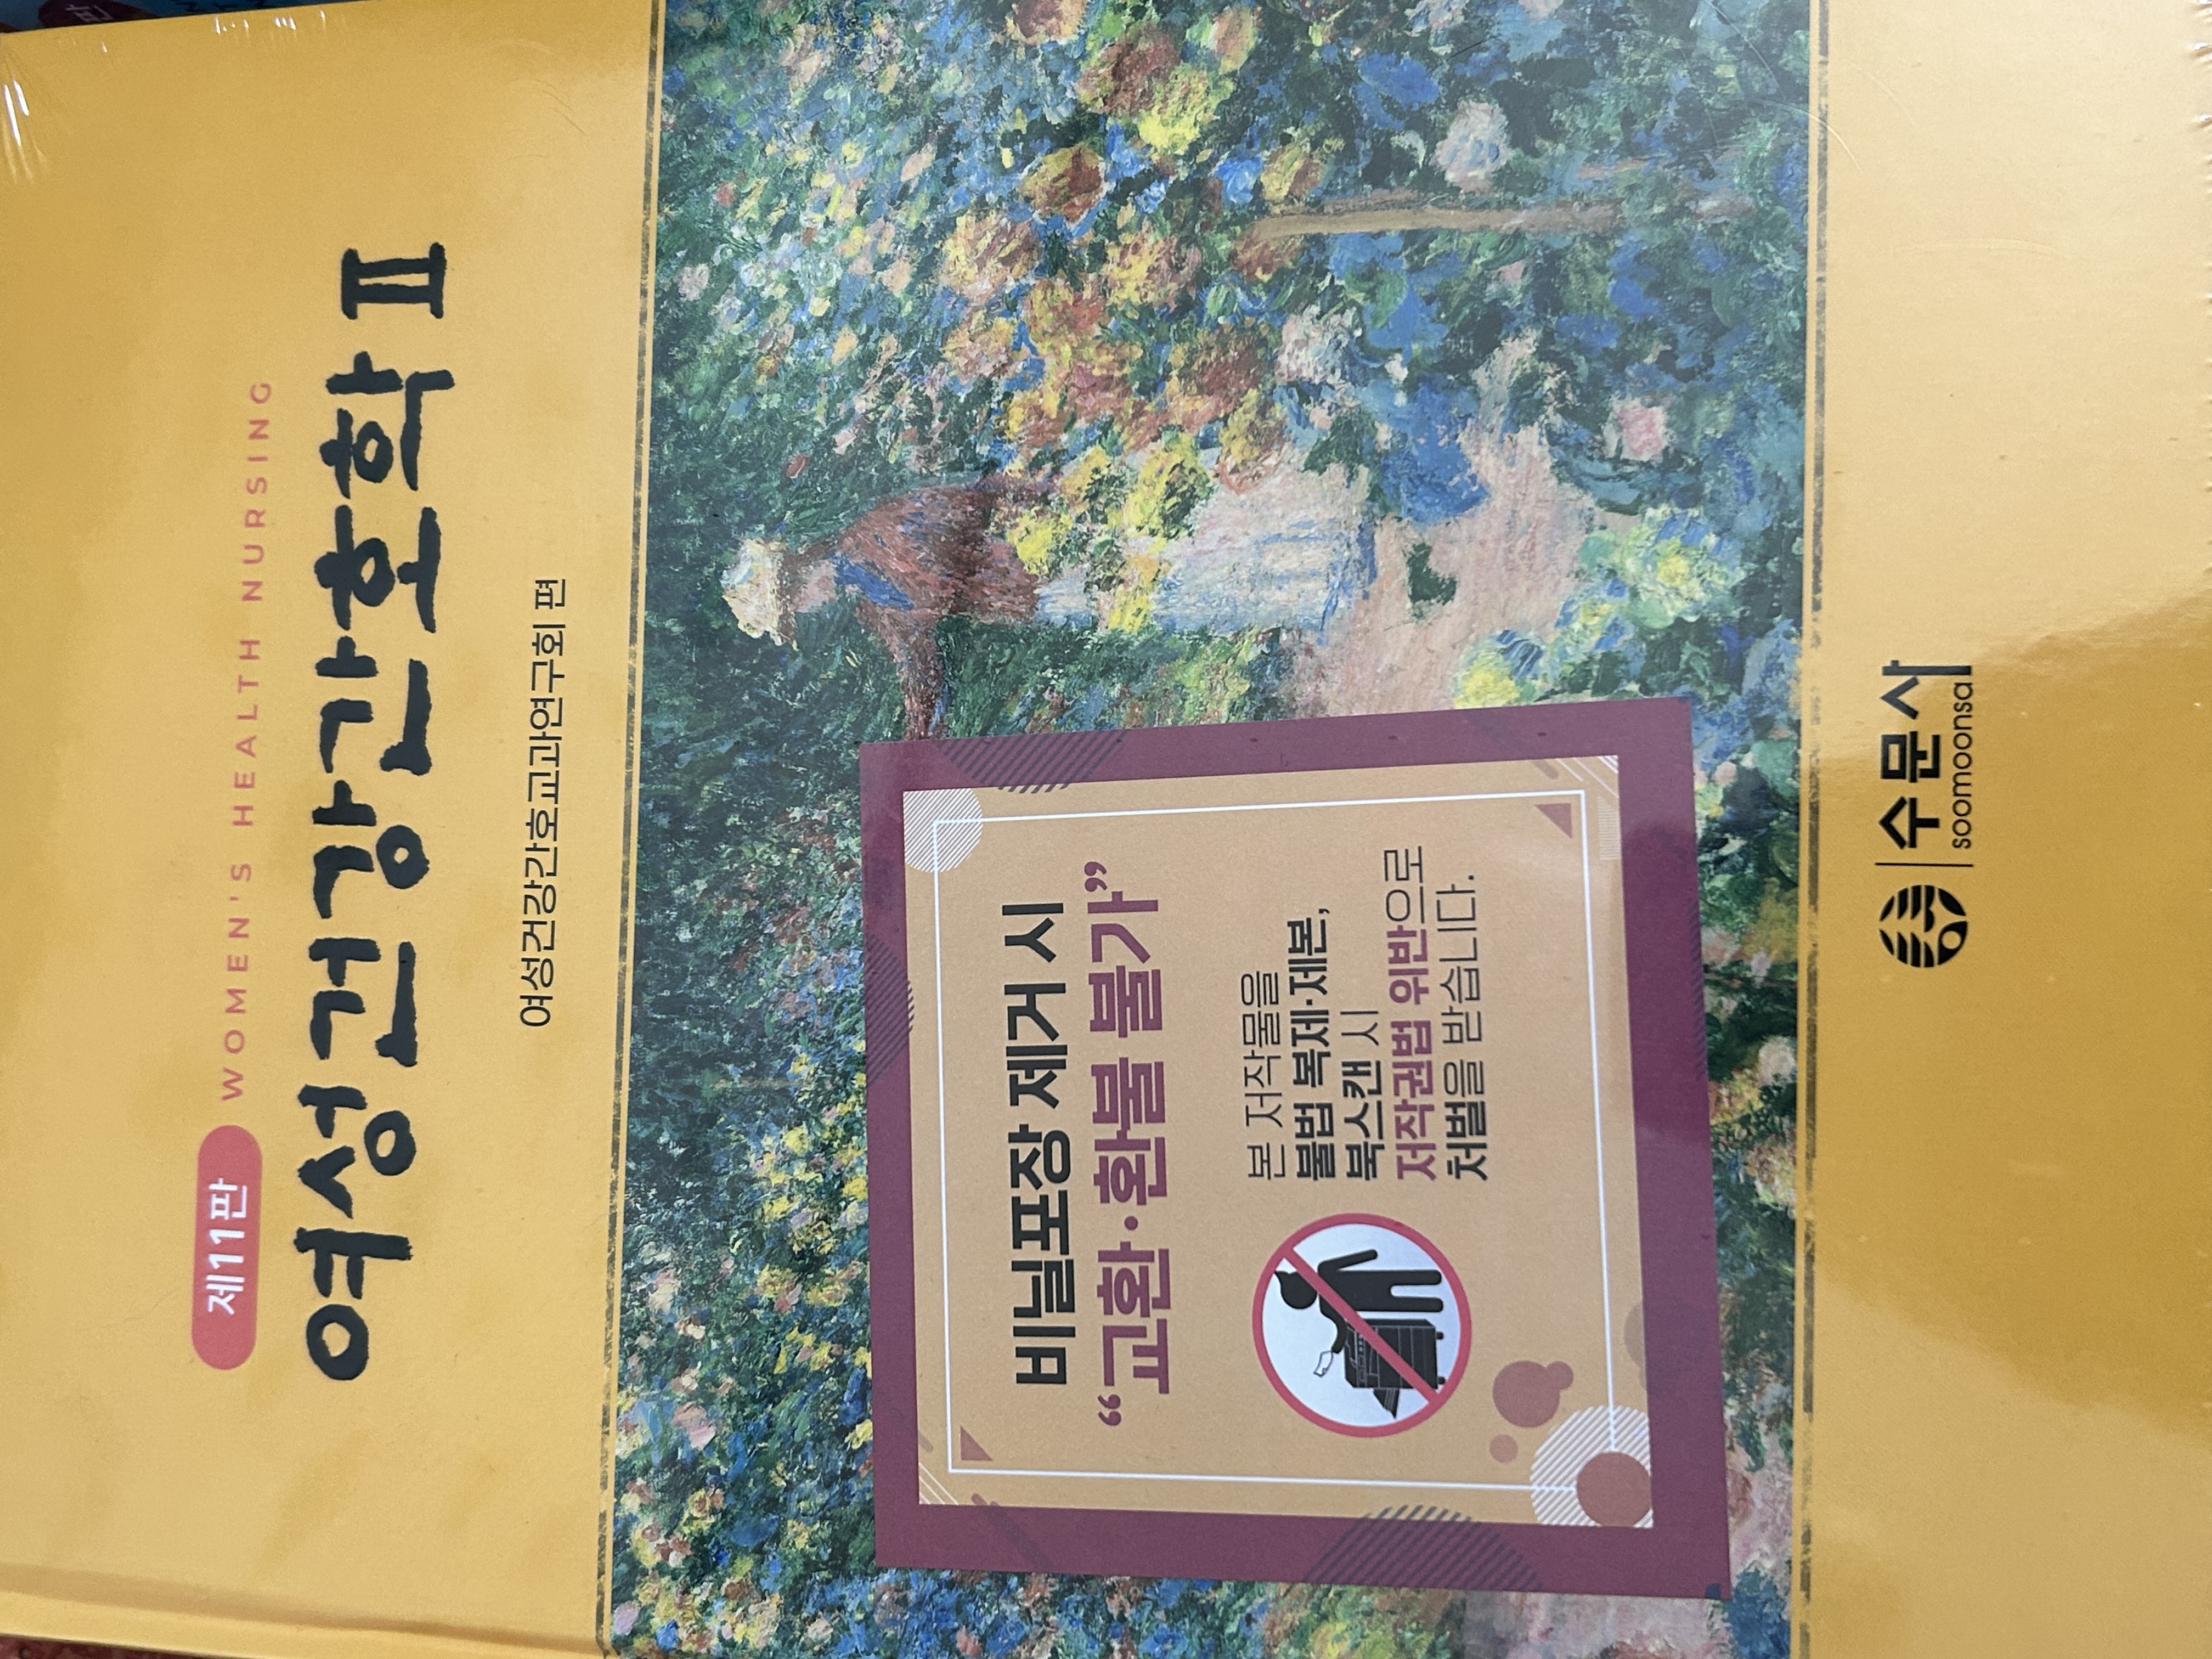 제11판 WOMEN'S HEALTH NURSING
여성건강간호학 II
여성건강간호교과연구회 편
비닐포장 제거 시
“교환·환불 불가”
본 저작물을
불법 복제·제본,
북스캔 시
저작권법 위반으로
처벌을 받습니다.
수문사
soomoonsa